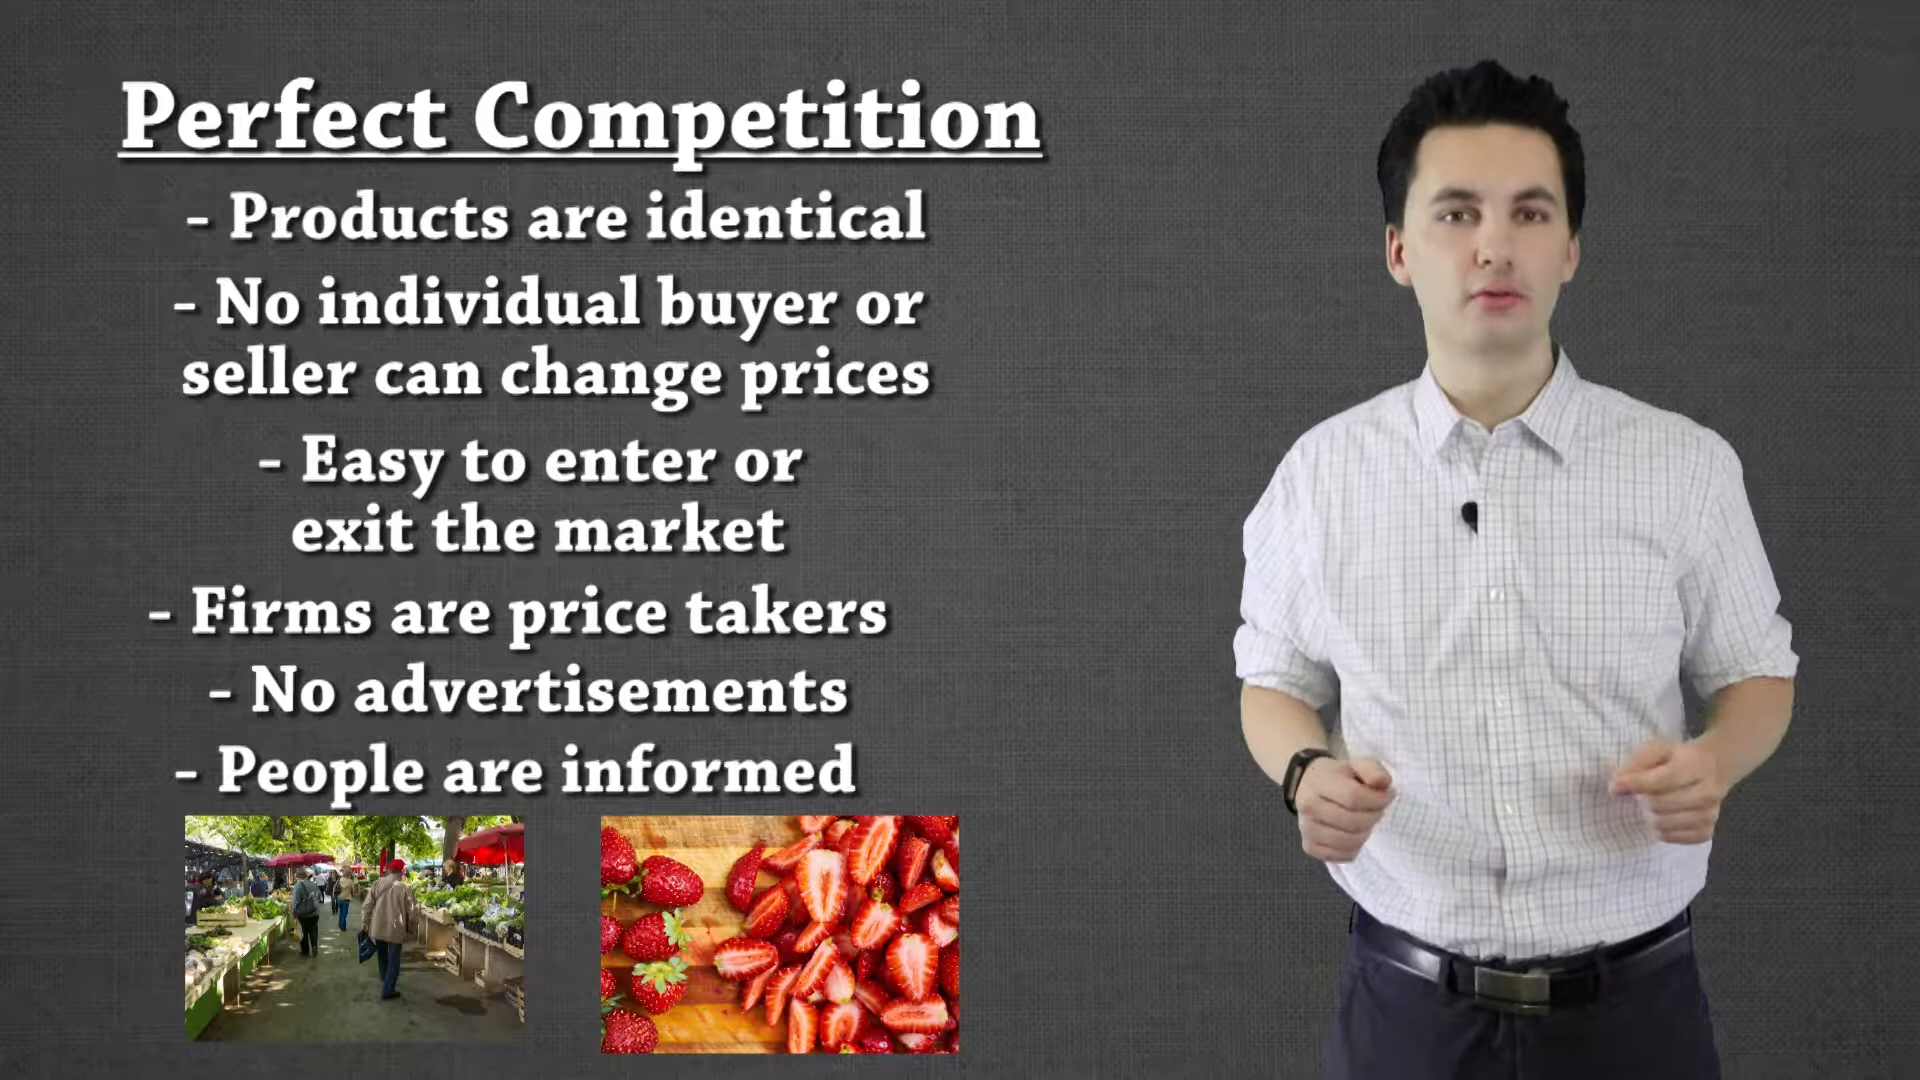 Perfect Competition
- Products are identical
- No individual buyer or
seller can change prices
- Easy to enter or
exit the market
- Firms are price takers
- No advertisements
- People are informed